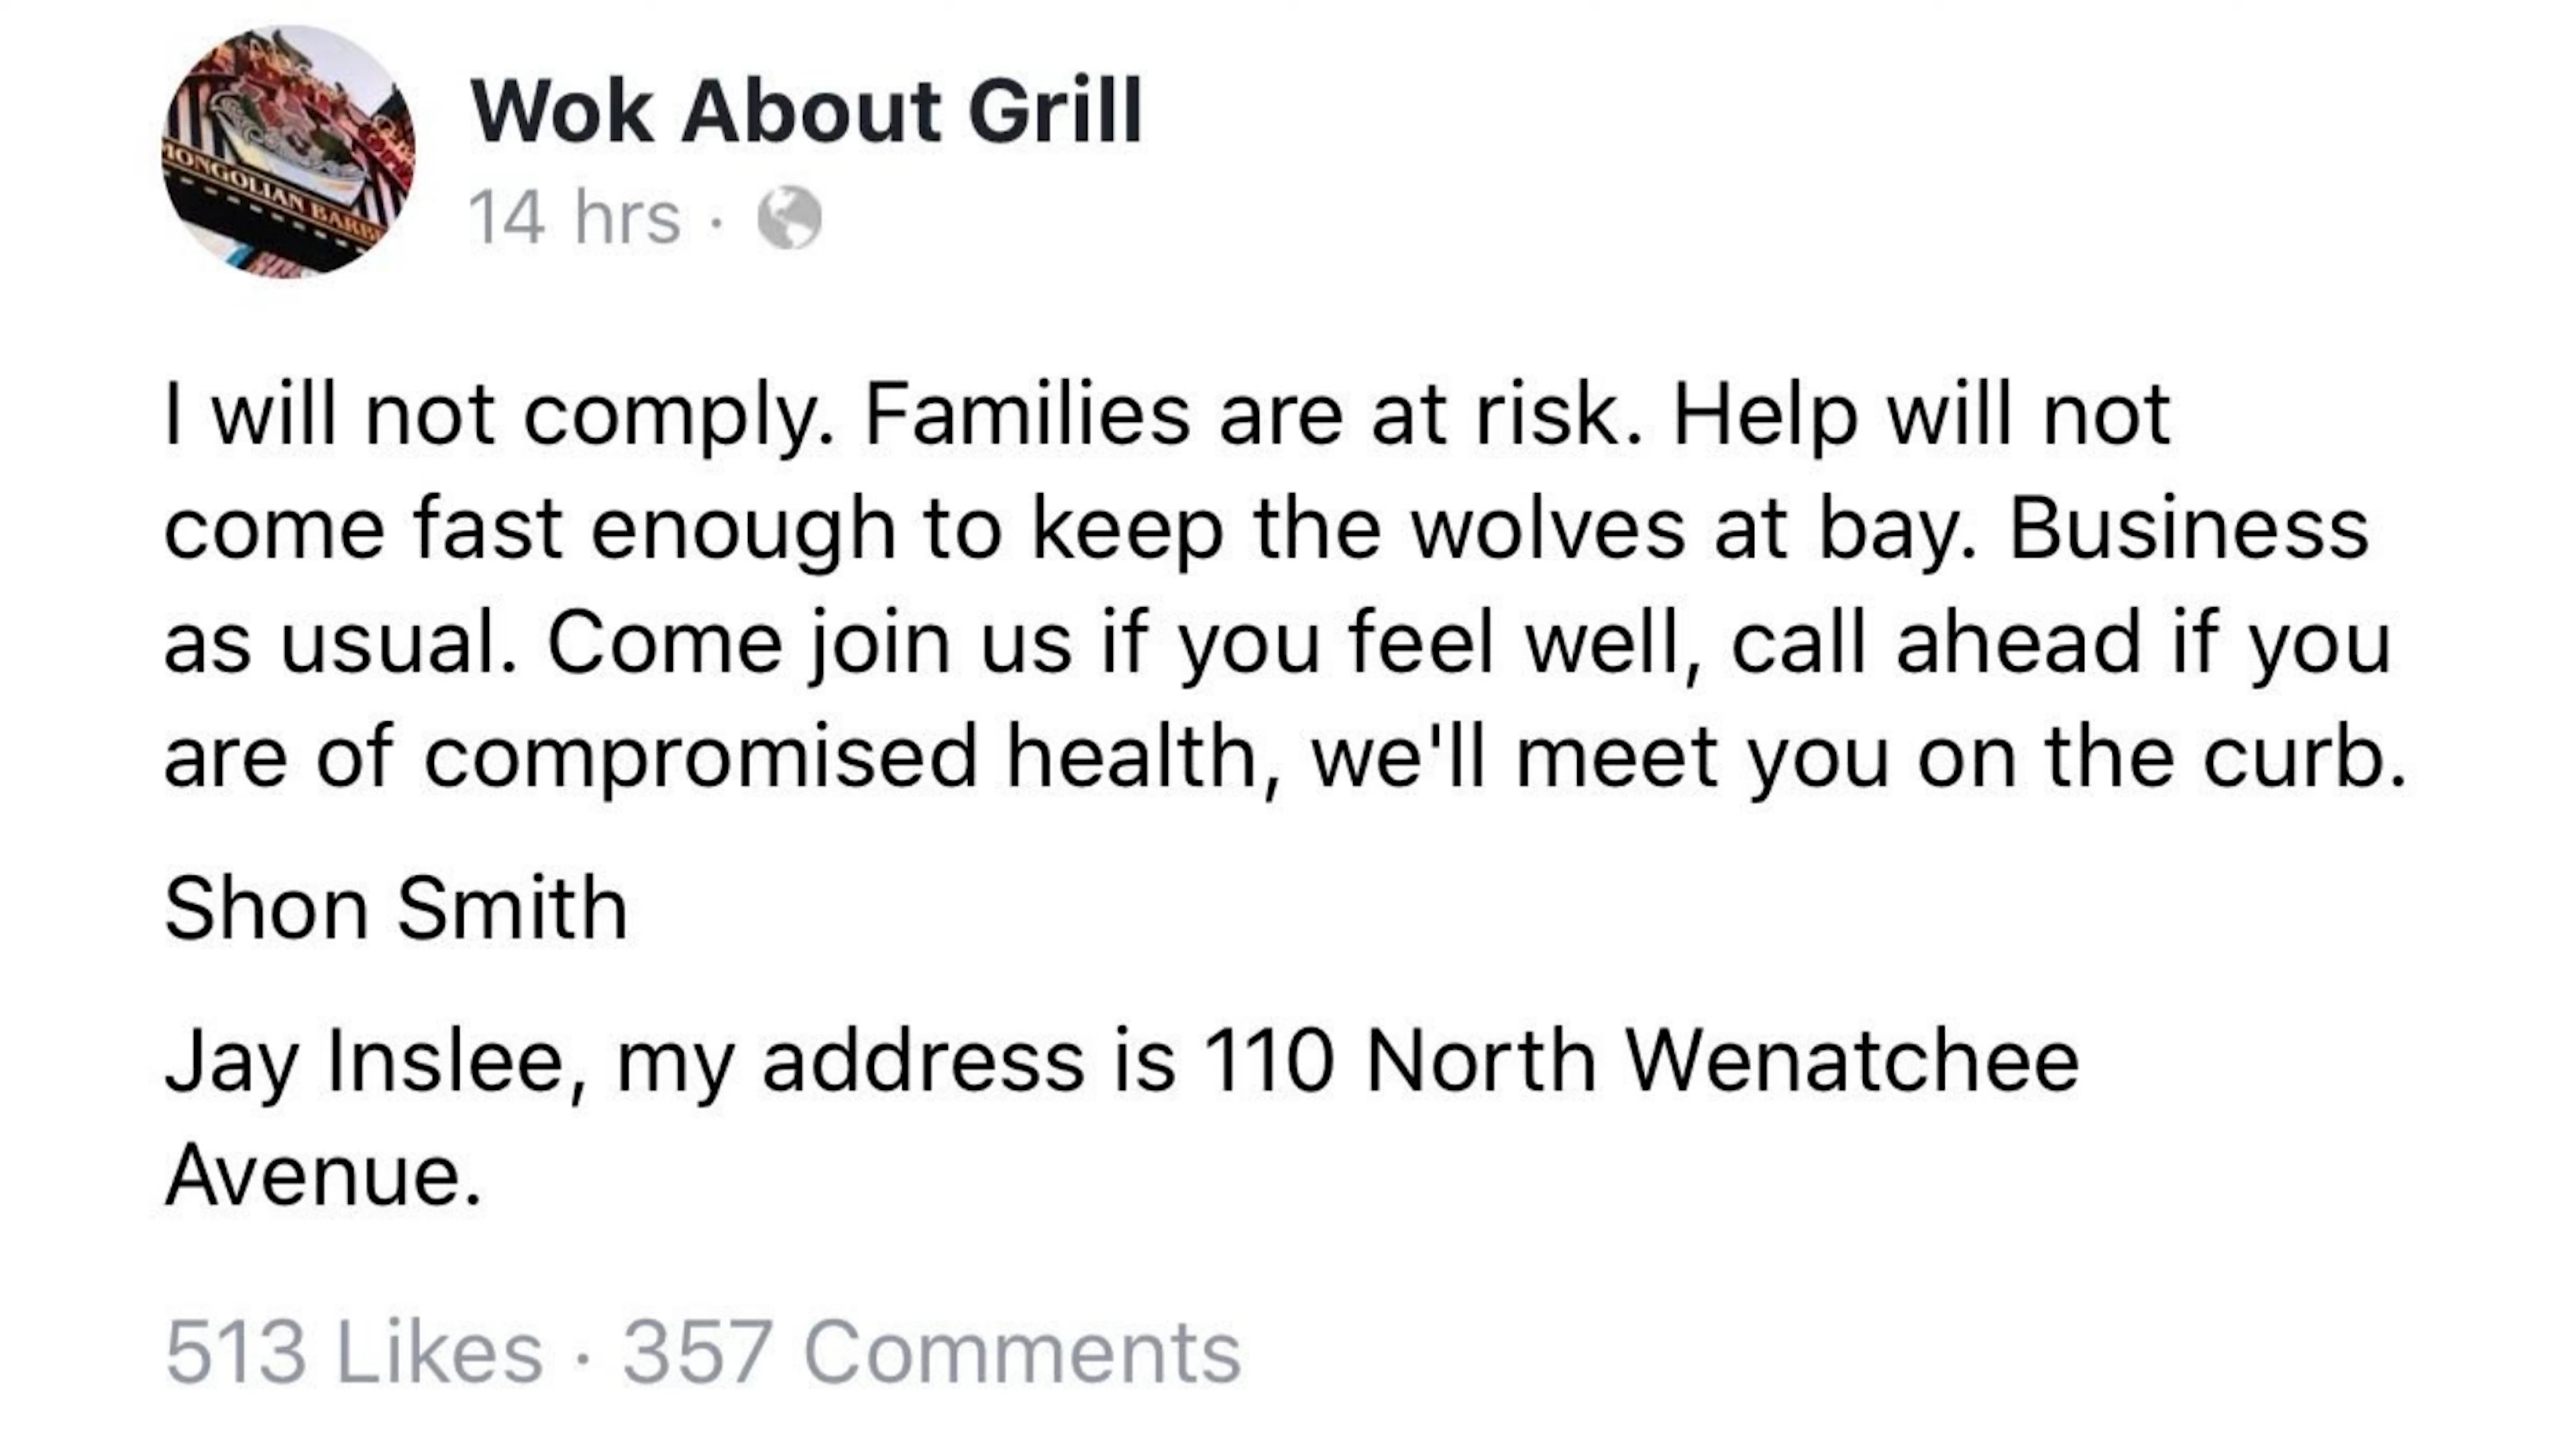 Wok About Grill
14 hrs ·
MONGOLIAN BARB
I will not comply. Families are at risk. Help will not
come fast enough to keep the wolves at bay. Business
as usual. Come join us if you feel well, call ahead if you
are of compromised health, we'll meet you on the curb.
Shon Smith
Jay Inslee, my address is 110 North Wenatchee
Avenue.
513 Likes · 357 Comments